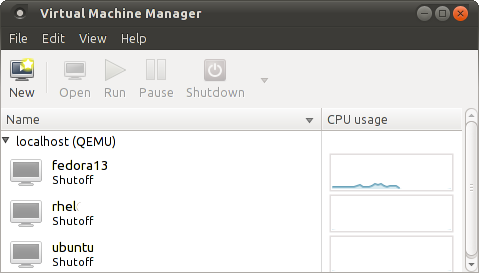 Virtual Machine Manager
File Edit View Help
New Open Run Pause Shutdown
Name CPU usage
localhost (QEMU)
fedora13
Shutoff
rhel
Shutoff
ubuntu
Shutoff